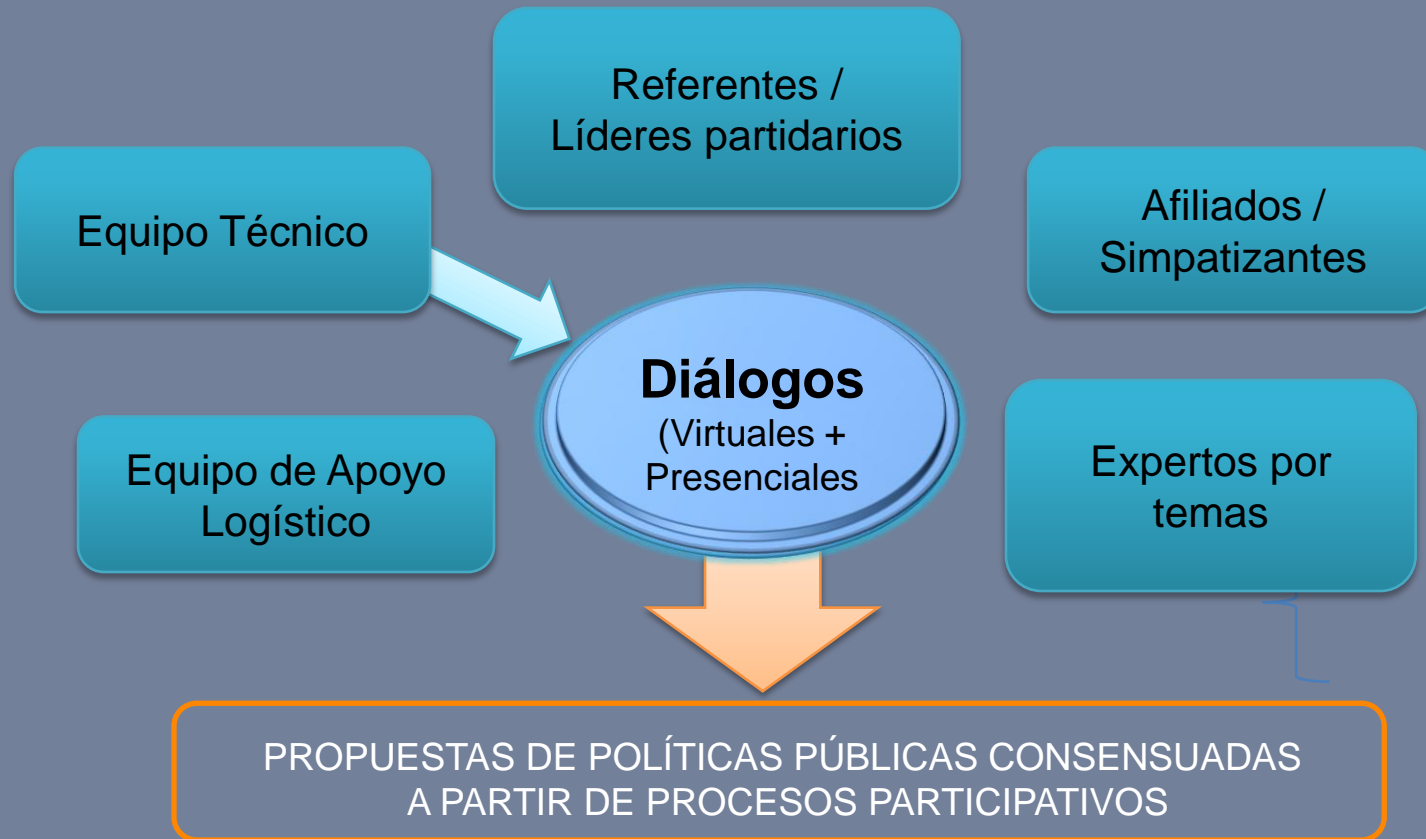 Referentes /
Líderes partidarios
Equipo Técnico
Afiliados /
Simpatizantes
Diálogos
(Virtuales +
Presenciales
Equipo de Apoyo
Logístico
Expertos por
temas
PROPUESTAS DE POLÍTICAS PÚBLICAS CONSENSUADAS
A PARTIR DE PROCESOS PARTICIPATIVOS